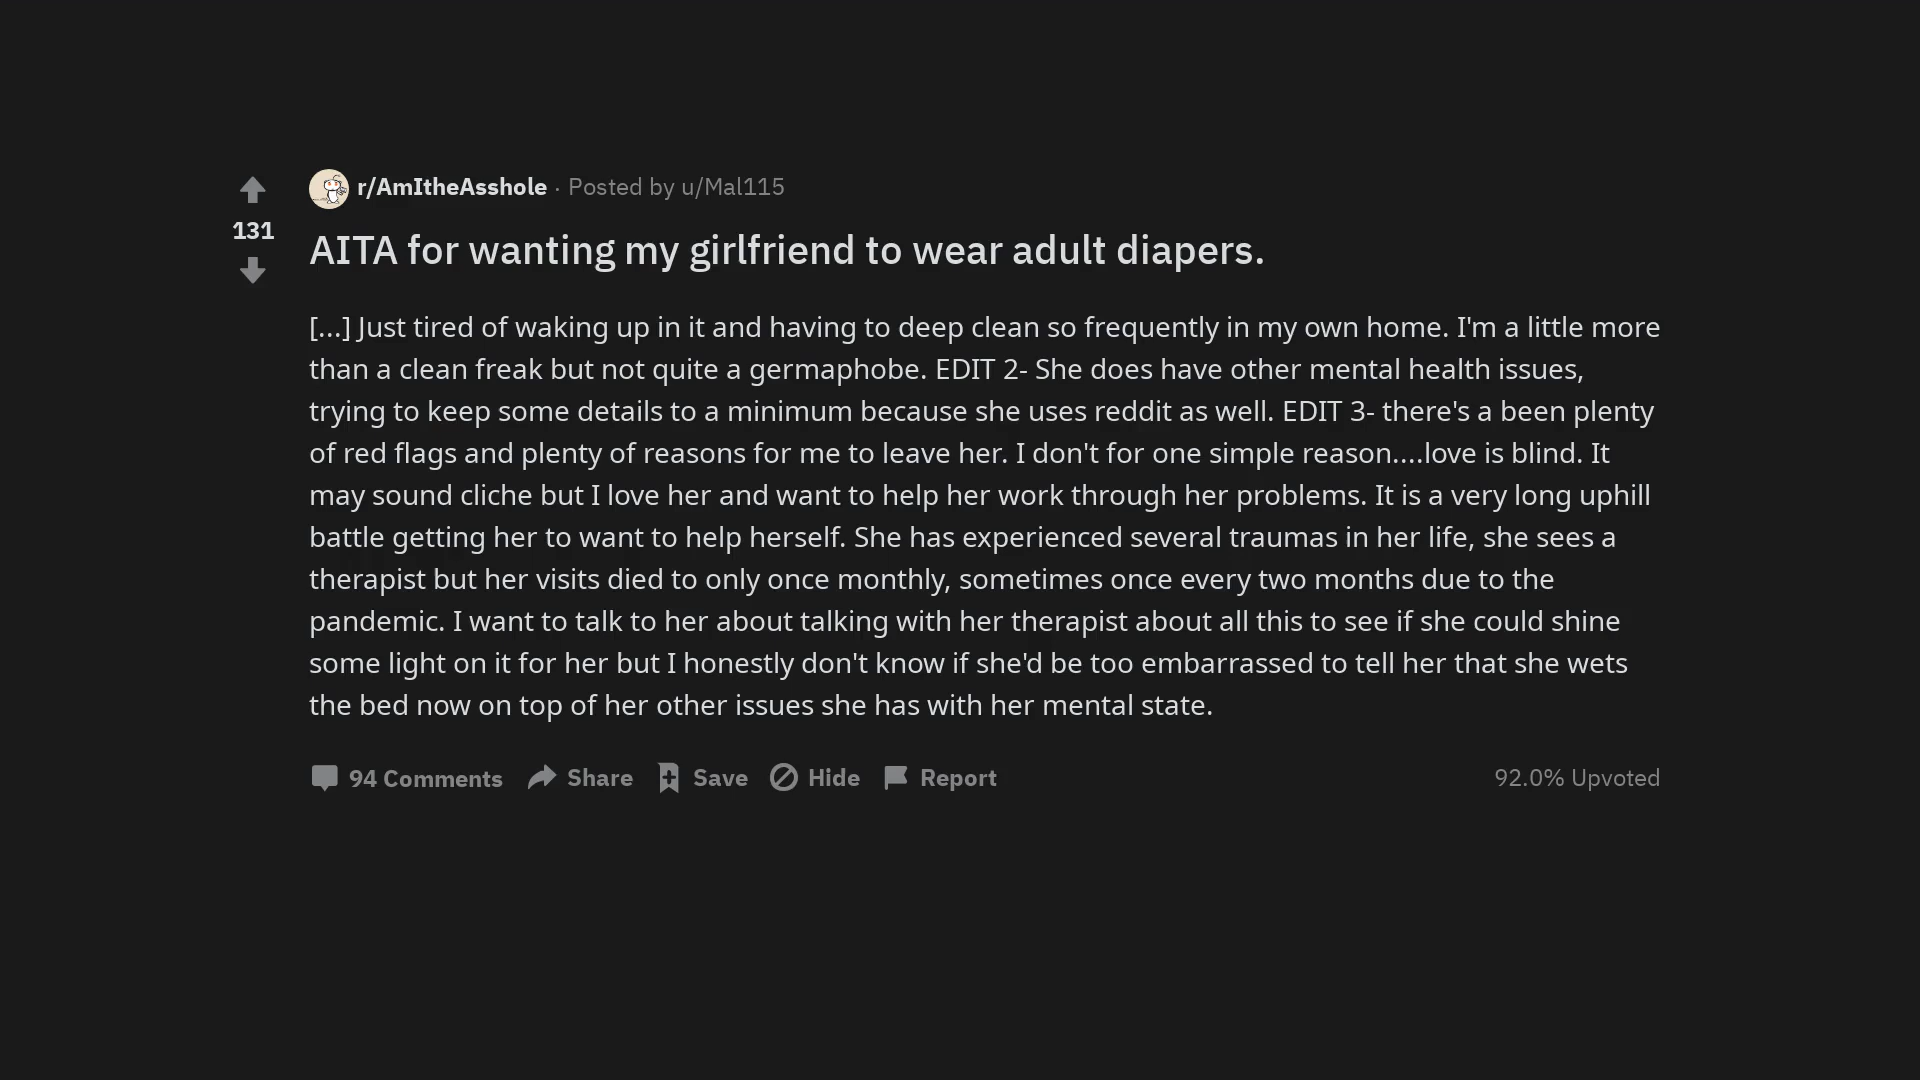 r/AmItheAsshole · Posted by u/Mal115
131
AITA for wanting my girlfriend to wear adult diapers.
[...] Just tired of waking up in it and having to deep clean so frequently in my own home. I'm a little more
than a clean freak but not quite a germaphobe. EDIT 2- She does have other mental health issues,
trying to keep some details to a minimum because she uses reddit as well. EDIT 3- there's a been plenty
of red flags and plenty of reasons for me to leave her. I don't for one simple reason....love is blind. It
may sound cliche but I love her and want to help her work through her problems. It is a very long uphill
battle getting her to want to help herself. She has experienced several traumas in her life, she sees a
therapist but her visits died to only once monthly, sometimes once every two months due to the
pandemic. I want to talk to her about talking with her therapist about all this to see if she could shine
some light on it for her but I honestly don't know if she'd be too embarrassed to tell her that she wets
the bed now on top of her other issues she has with her mental state.
94 Comments Share Save Hide Report 92.0% Upvoted